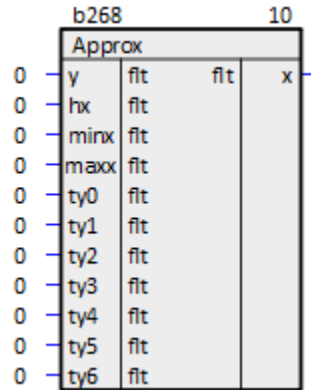 b268 10
Approx
0 y flt flt x
0 hx flt
0 minx flt
0 maxx flt
0 ty0 flt
0 ty1 flt
0 ty2 flt
0 ty3 flt
0 ty4 flt
0 ty5 flt
0 ty6 flt